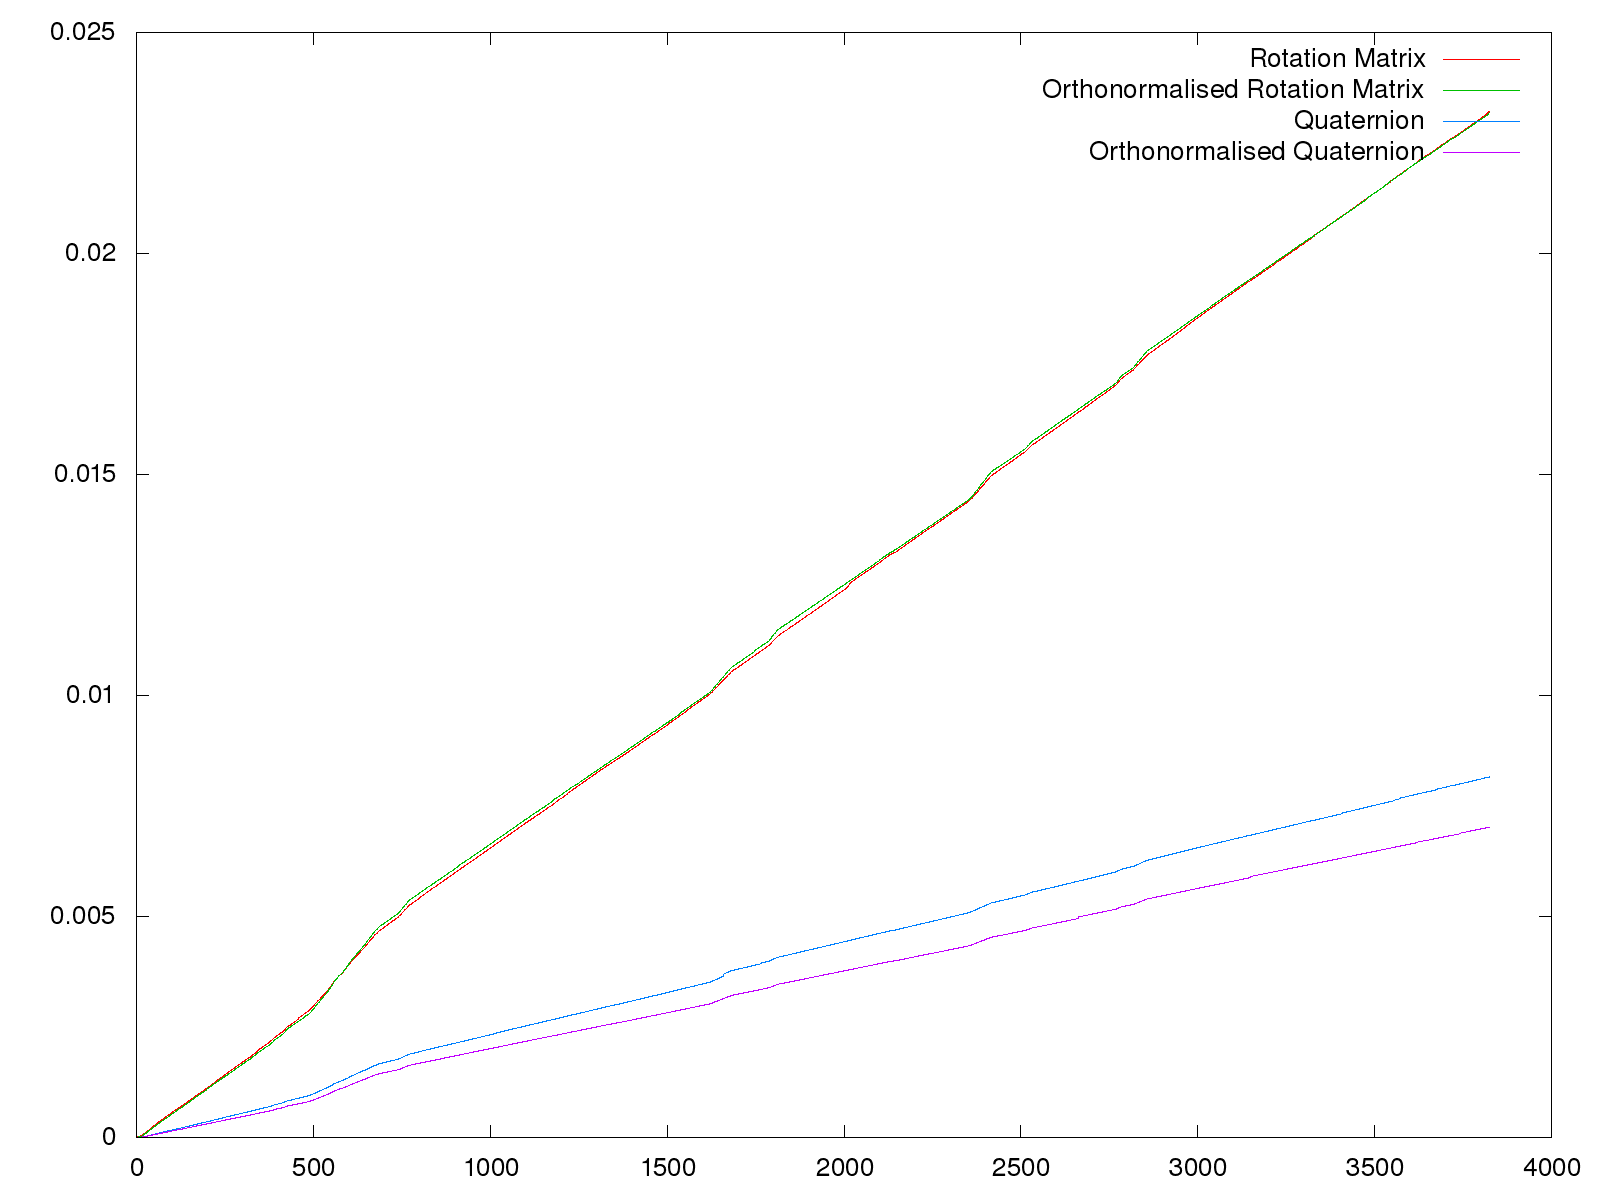 0.025
0.02
0.015
0.01
0.005
0
Rotation Matrix
Orthonormalised Rotation Matrix
Quaternion
Orthonormalised Quaternion
0 500 1000 1500 2000 2500 3000 3500 4000